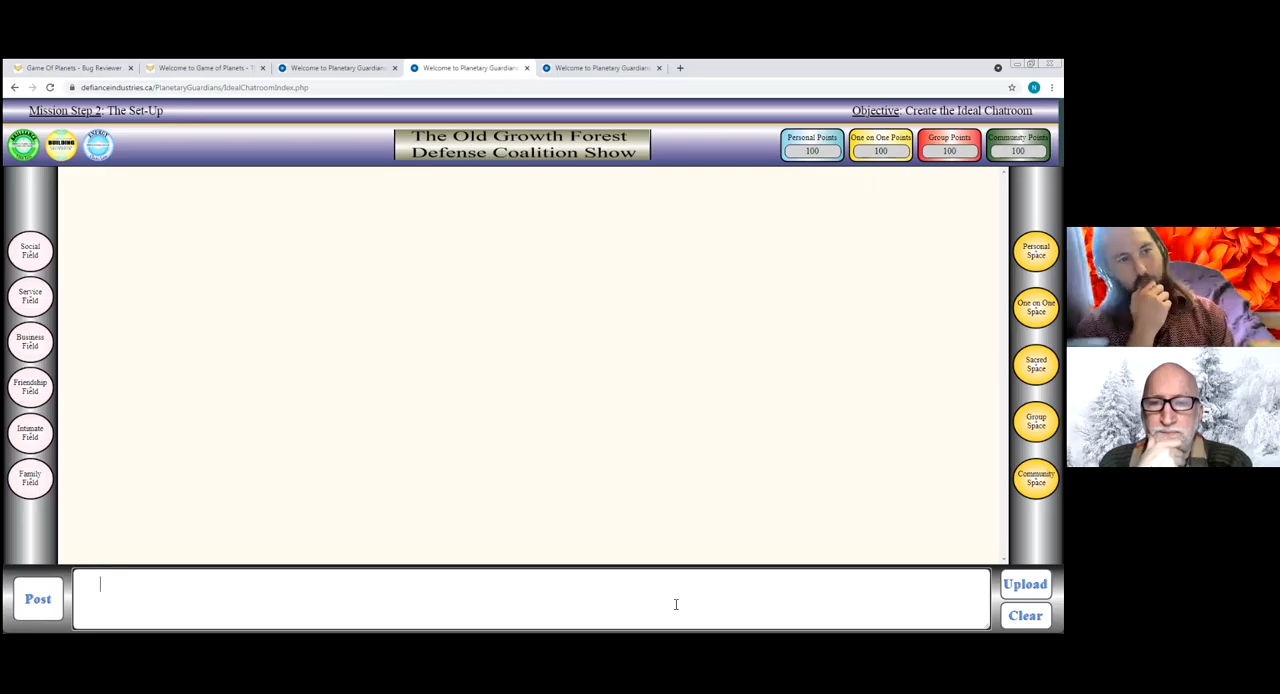 Game Of Planets - Bug Reviewer
Welcome to Game of Planets - T
Welcome to Planetary Guardians
Welcome to Planetary Guardians
Welcome to Planetary Guardians
defianceindustries.ca/PlanetaryGuardians/IdealChatroomIndex.php
N
Mission Step 2: The Set-Up
Objective: Create the Ideal Chatroom
BRILLIANCE
BUILDING
ENERGY
The Old Growth Forest
Defense Coalition Show
Personal Points
100
One on One Points
100
Group Points
100
Community Points
100
Social
Field
Service
Field
Business
Field
Friendship
Field
Intimate
Field
Family
Field
Personal
Space
One on One
Space
Sacred
Space
Group
Space
Community
Space
Post
Upload
Clear